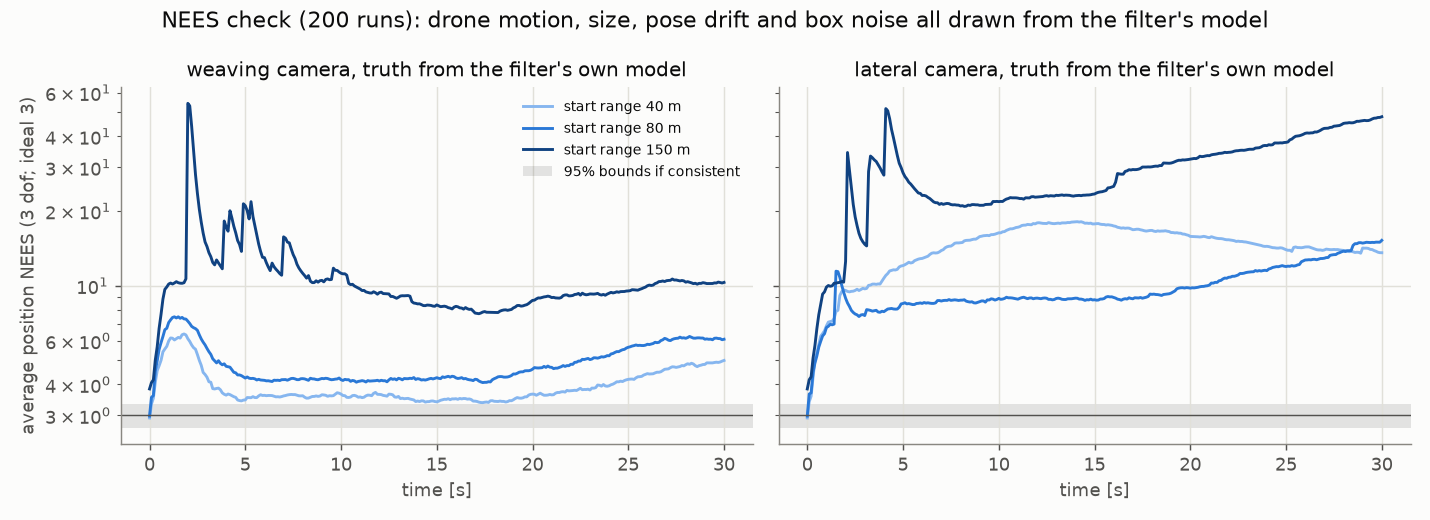 NEES check (200 runs): drone motion, size, pose drift and box noise all drawn from the filter's model
weaving camera, truth from the filter's own model
lateral camera, truth from the filter's own model
average position NEES (3 dof; ideal 3)
6 × 10¹
4 × 10¹
3 × 10¹
2 × 10¹
10¹
6 × 10⁰
4 × 10⁰
3 × 10⁰
start range 40 m
start range 80 m
start range 150 m
95% bounds if consistent
0 5 10 15 20 25 30
time [s]
0 5 10 15 20 25 30
time [s]